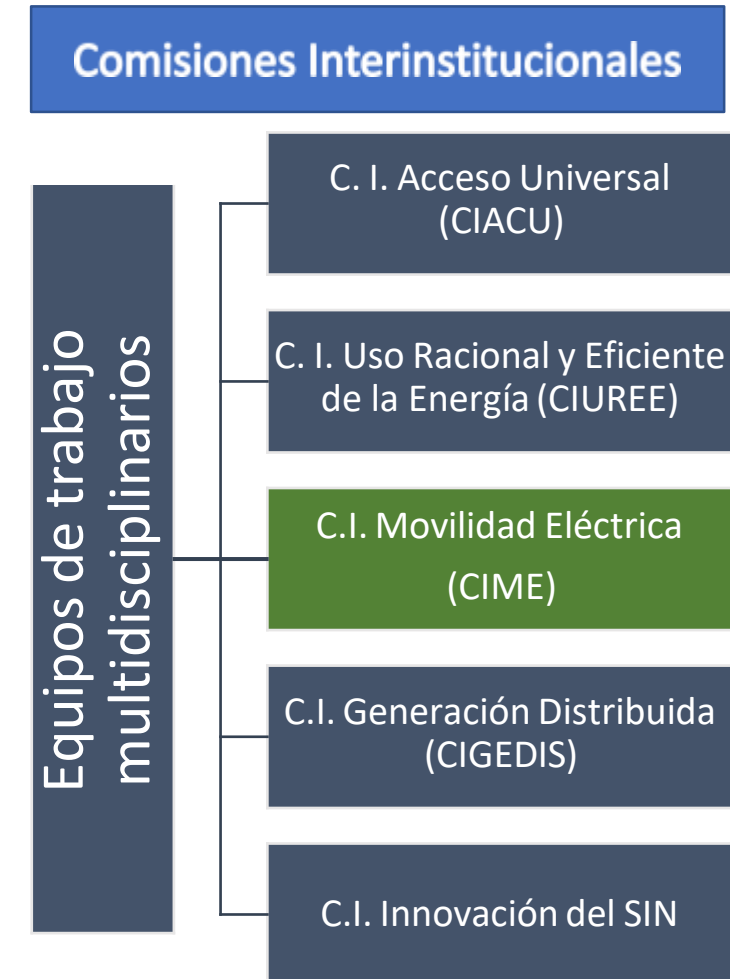 Comisiones Interinstitucionales
Equipos de trabajo
multidisciplinarios
C. I. Acceso Universal
(CIACU)
C. I. Uso Racional y Eficiente
de la Energía (CIUREE)
C.I. Movilidad Eléctrica
(CIME)
C.I. Generación Distribuida
(CIGEDIS)
C.I. Innovación del SIN